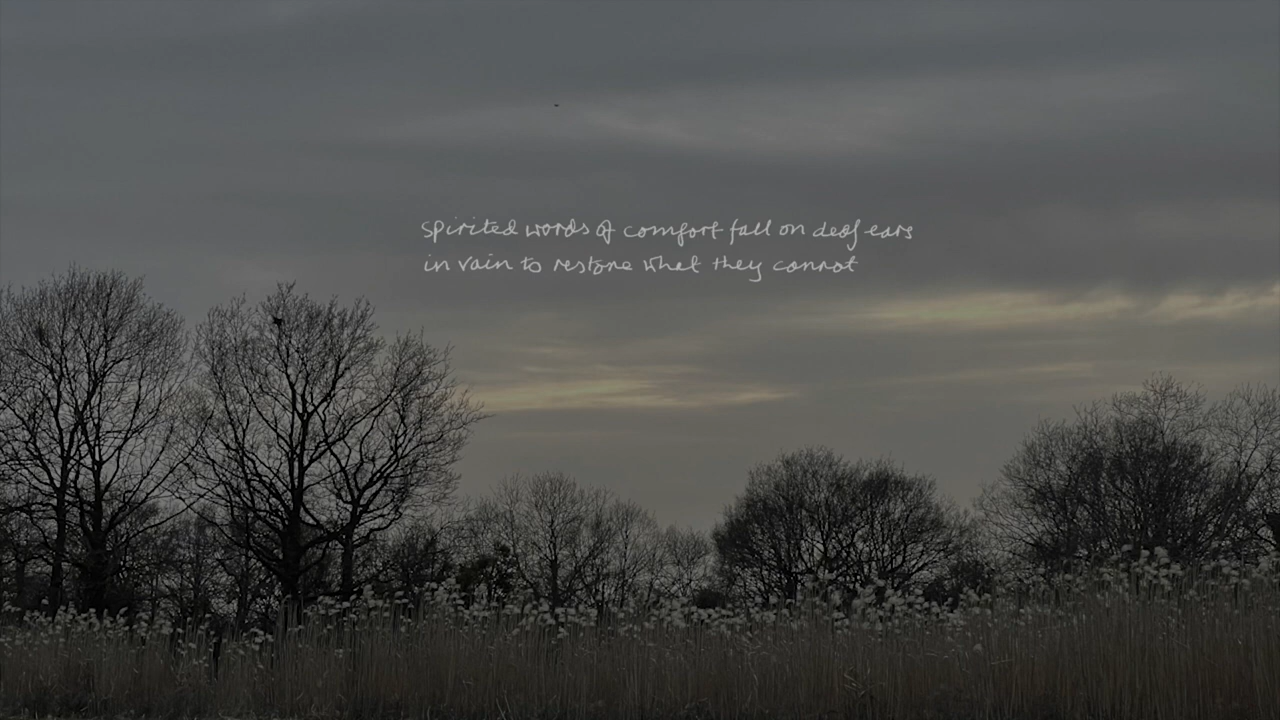 spirited words of comfort fall on deaf ears
in vain to restore what they cannot